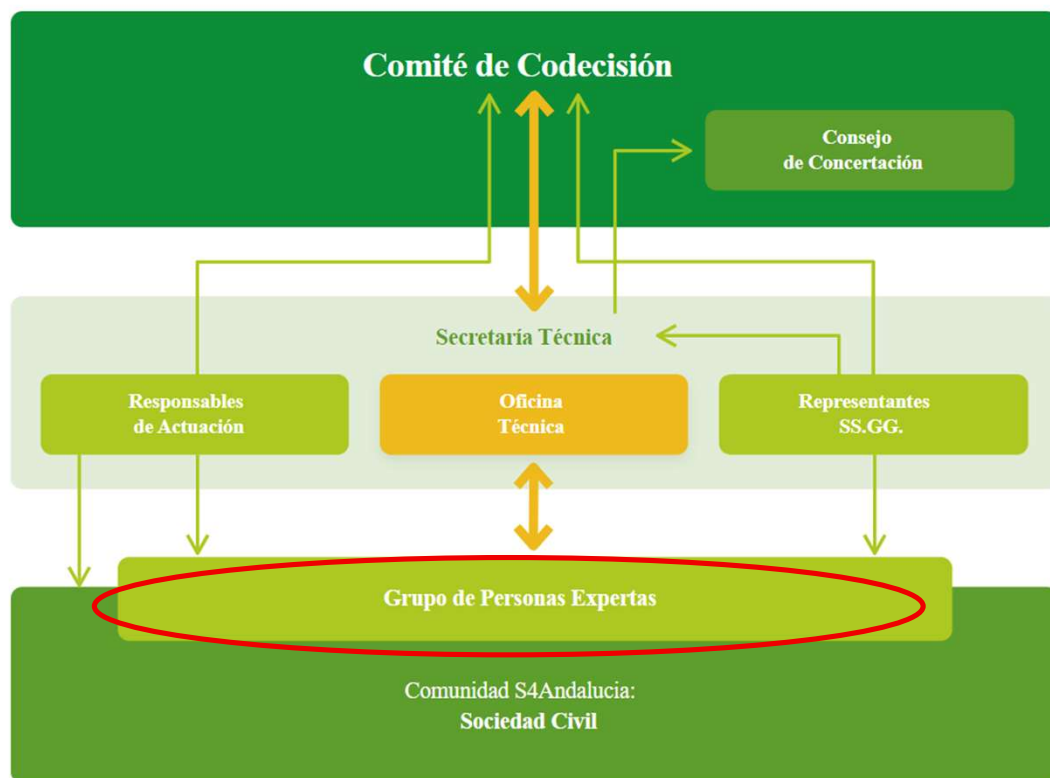 Comité de Codecisión
Consejo
de Concertación
Secretaría Técnica
Responsables
de Actuación
Oficina
Técnica
Representantes
SS.GG.
Grupo de Personas Expertas
Comunidad S4Andalucia:
Sociedad Civil